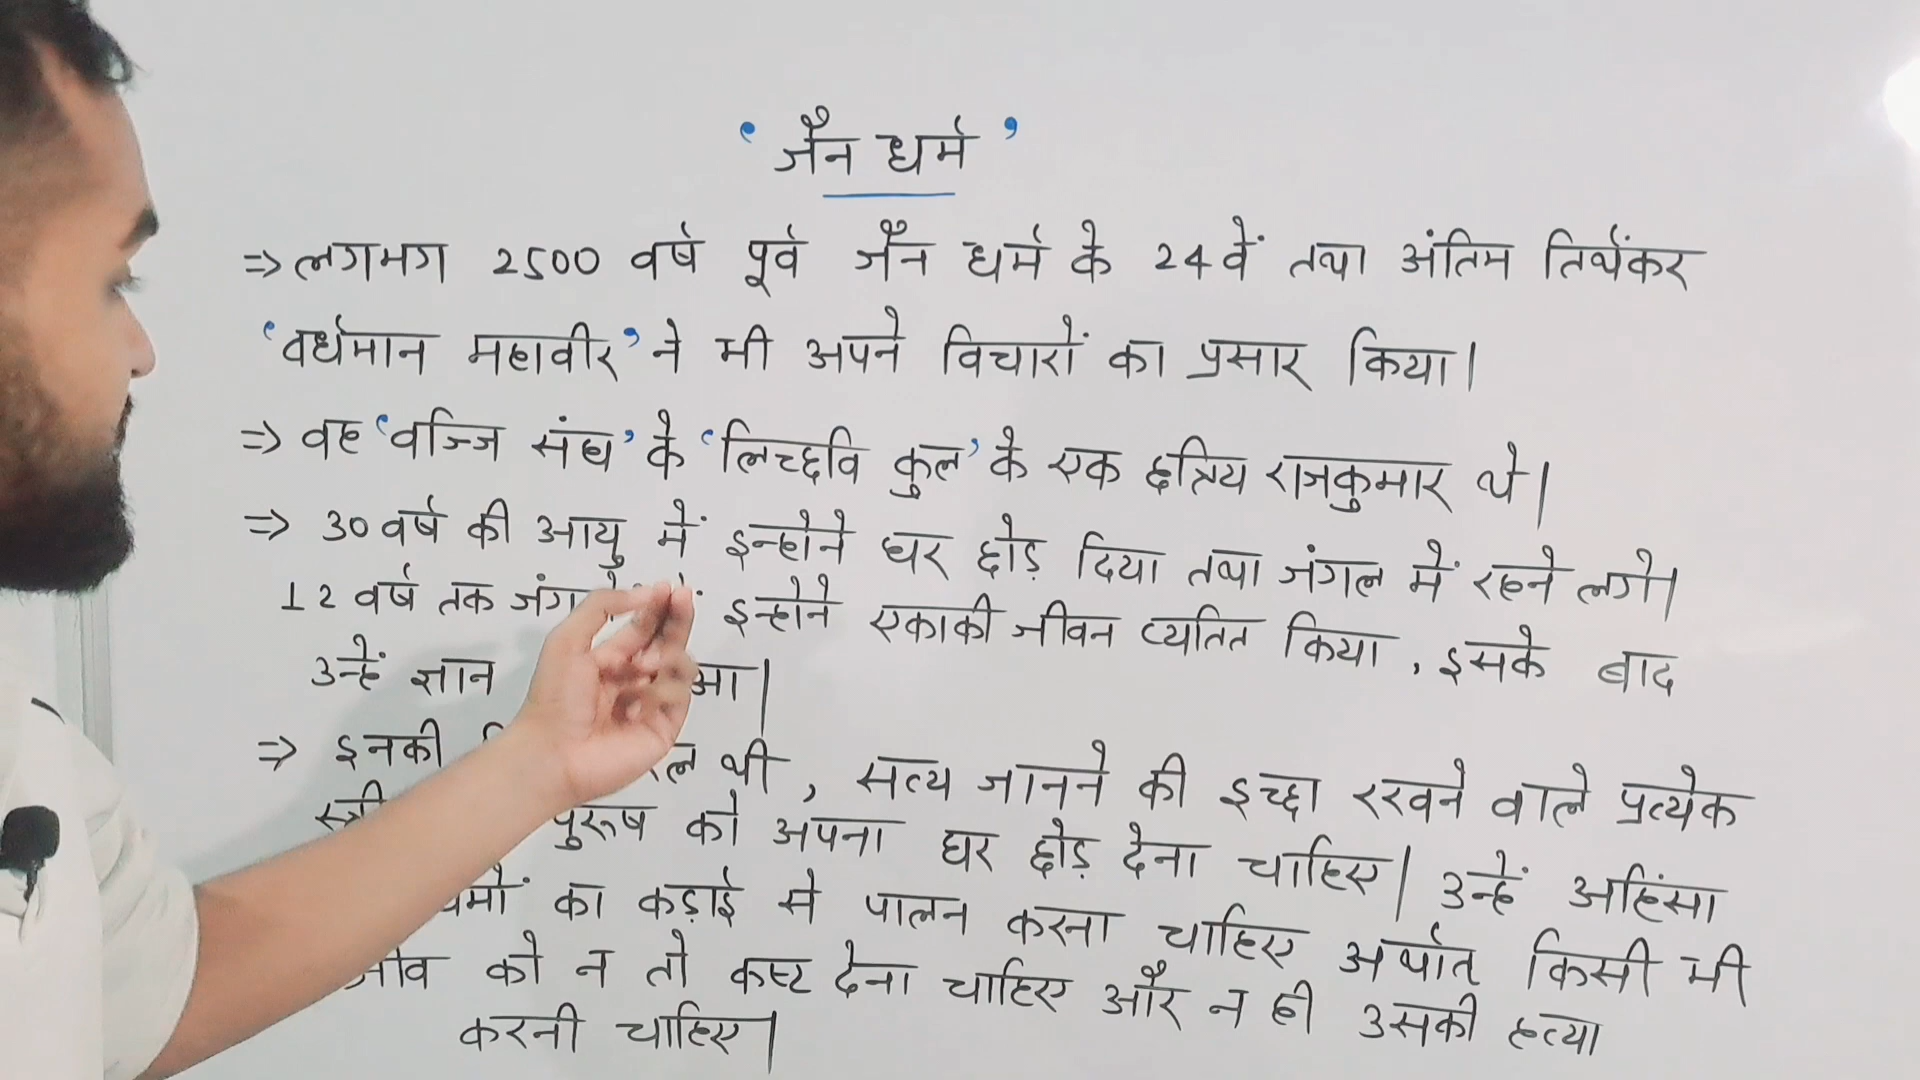 'जैन धर्म'
⇒ लगभग 2500 वर्ष पूर्व जैन धर्म के 24 वें तथा अंतिम तिर्थेंकर
'वर्धमान महावीर' ने भी अपने विचारों का प्रसार किया।
⇒ वह 'वज्जि संघ' के 'लिच्छवि कुल' के एक छत्रिय राजकुमार थे।
⇒ 30 वर्ष की आयु में इन्होने घर छोड़ दिया तथा जंगल में रहने लगे।
12 वर्ष तक इन्होने एकाकी जीवन व्यतित किया, इसके बाद
उन्हें ज्ञान
⇒ इनकी थी, सत्य जानने की इच्छा रखने वाले प्रत्येक
स्त्री पुरूष को अपना घर छोड़ देना चाहिए। उन्हें अहिंसा
का कड़ाई से पालन करना चाहिए अर्थात किसी भी
जीव को न तो कष्ट देना चाहिए और न ही उसकी हत्या
करनी चाहिए।